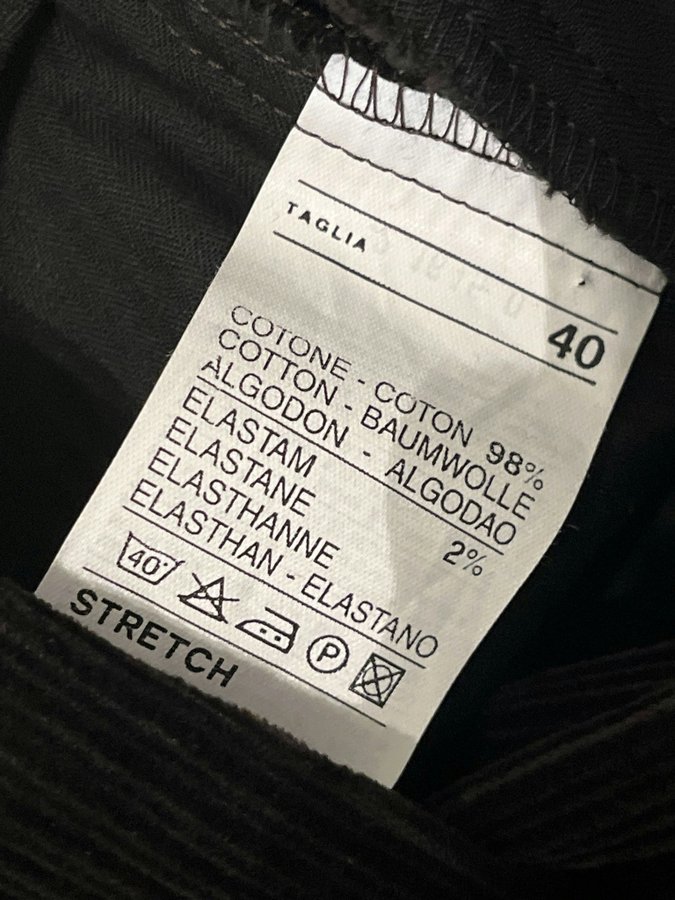 TAGLIA
40
COTONE - COTON 98%
COTTON - BAUMWOLLE
ALGODON - ALGODAO
ELASTAM 2%
ELASTANE
ELASTHANNE
ELASTHAN - ELASTANO
40°
P
STRETCH